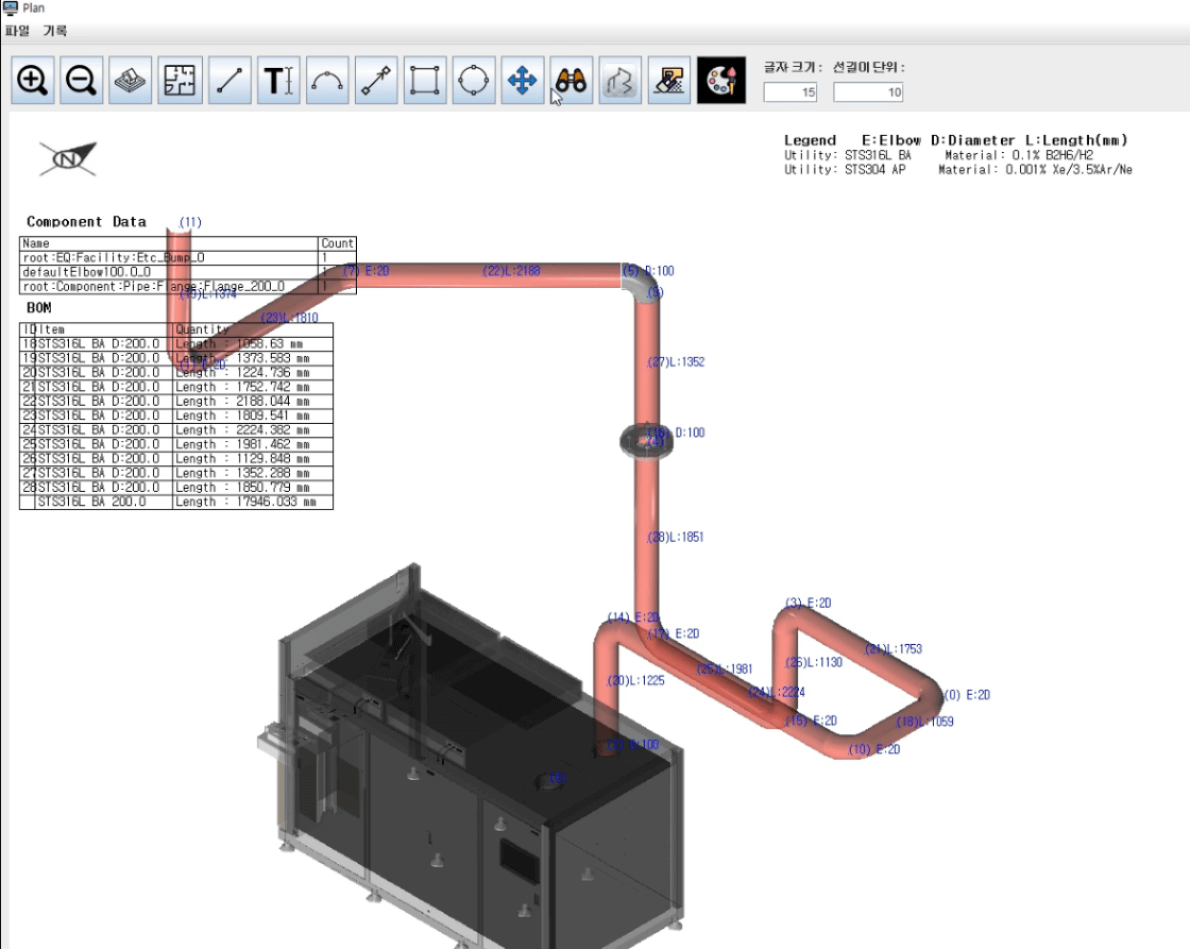 Plan
파일 기록
글자 크기 : 선결이 단위 :
15 10
N
Legend E:Elbow D:Diameter L:Length(mm)
Utility: STS316L BA Material: 0.1% B2H6/H2
Utility: STS304 AP Material: 0.001% Xe/3.5%Ar/Ne
Component Data
(11)
Name Count
root:EQ:Facility:Etc_Bump_0 1
defaultElbow100.0_0 1
root:Component:Pipe:Flange:Flange_200_0 1
(19)L:1374
(7) E:2D
(22)L:2188
(5) D:100
(9)
(23)L:1810
BOM
ID Item Quantity
18 STS316L BA D:200.0 Length : 1058.63 mm
19 STS316L BA D:200.0 Length : 1373.583 mm
20 STS316L BA D:200.0 Length : 1224.736 mm
21 STS316L BA D:200.0 Length : 1752.742 mm
22 STS316L BA D:200.0 Length : 2188.044 mm
23 STS316L BA D:200.0 Length : 1809.541 mm
24 STS316L BA D:200.0 Length : 2224.382 mm
25 STS316L BA D:200.0 Length : 1981.462 mm
26 STS316L BA D:200.0 Length : 1129.848 mm
27 STS316L BA D:200.0 Length : 1352.288 mm
28 STS316L BA D:200.0 Length : 1850.779 mm
STS316L BA 200.0 Length : 17946.033 mm
(27)L:1352
(16) D:100
(28)L:1851
(14) E:2D
(17) E:2D
(3) E:2D
(21)L:1753
(25)L:1981
(26)L:1130
(20)L:1225
(24)L:2224
(0) E:2D
(15) E:2D
(18)L:1059
(10) E:2D
D:100